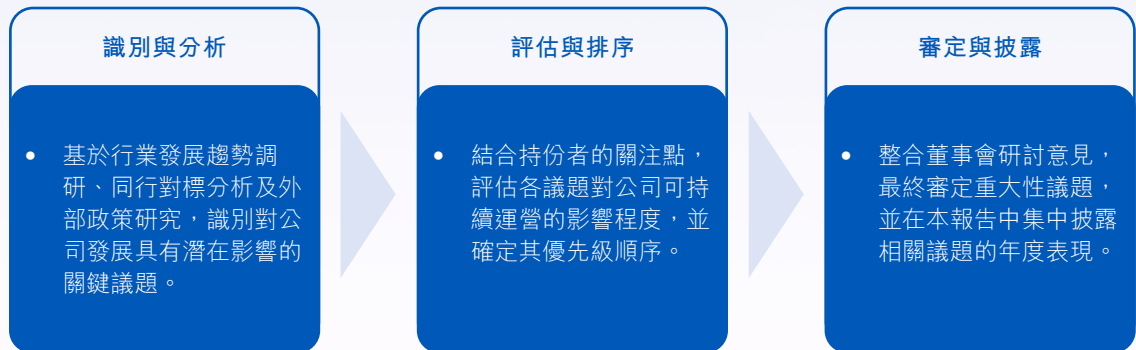 識別與分析
• 基於行業發展趨勢調
研、同行對標分析及外
部政策研究，識別對公
司發展具有潛在影響的
關鍵議題。
評估與排序
• 結合持份者的關注點，
評估各議題對公司可持
續運營的影響程度，並
確定其優先級順序。
審定與披露
• 整合董事會研討意見，
最終審定重大性議題，
並在本報告中集中披露
相關議題的年度表現。